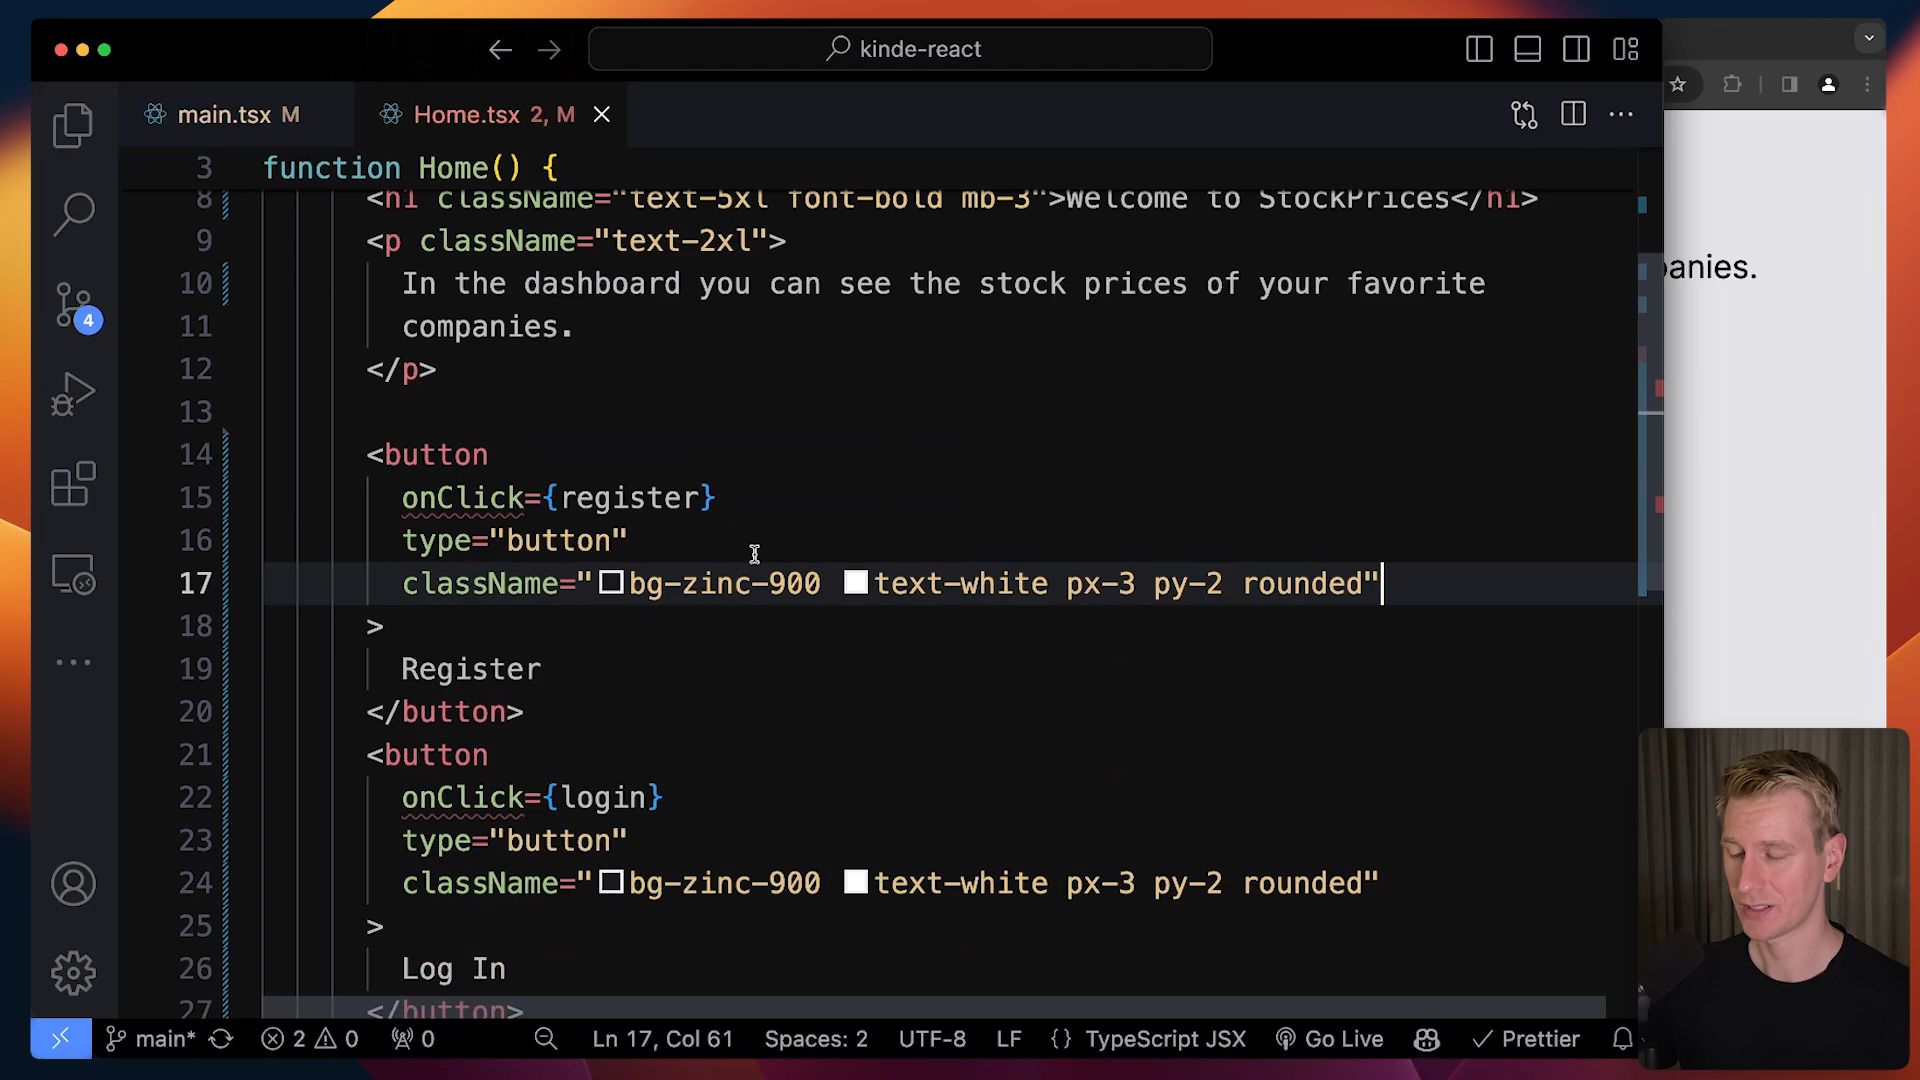 kinde-react
main.tsx M
Home.tsx 2, M
3 function Home() {
8 <h1 className="text-5xl font-bold mb-3">Welcome to StockPrices</h1>
9 <p className="text-2xl">
10 In the dashboard you can see the stock prices of your favorite
11 companies.
12 </p>
13
14 <button
15 onClick={register}
16 type="button"
17 className="bg-zinc-900 text-white px-3 py-2 rounded"
18 >
19 Register
20 </button>
21 <button
22 onClick={login}
23 type="button"
24 className="bg-zinc-900 text-white px-3 py-2 rounded"
25 >
26 Log In
27 </button>
panies.
4
main* 2 0 0 Ln 17, Col 61 Spaces: 2 UTF-8 LF {} TypeScript JSX Go Live Prettier